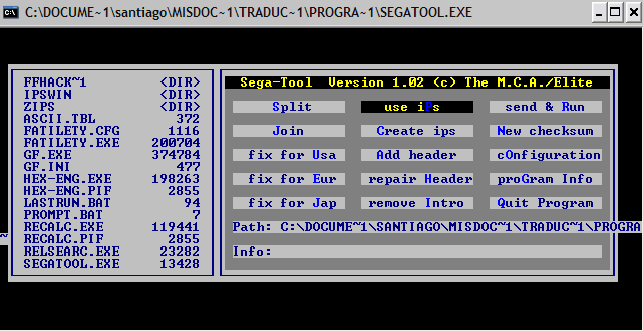 C:\DOCUME~1\santiago\MISDOC~1\TRADUC~1\PROGRA~1\SEGATOOL.EXE
FFHACK~1 <DIR>
IPSWIN <DIR>
ZIPS <DIR>
ASCII.TBL 372
FATILETY.CFG 1116
FATILETY.EXE 200704
GF.EXE 374784
GF.INI 477
HEX-ENG.EXE 198263
HEX-ENG.PIF 2855
LASTRUN.BAT 94
PROMPT.BAT 7
RECALC.EXE 119441
RECALC.PIF 2855
RELSEARC.EXE 23282
SEGATOOL.EXE 13428
~
Sega-Tool Version 1.02 (c) The M.C.A./Elite
Split use iPs send & Run
Join Create ips New checksun
fix for Usa Add header cOnfiguration
fix for Eur repair Header proGram Info
fix for Jap remove Intro Quit Program
Path: C:\DOCUME~1\SANTIAGO\MISDOC~1\TRADUC~1\PROGRA
Info: